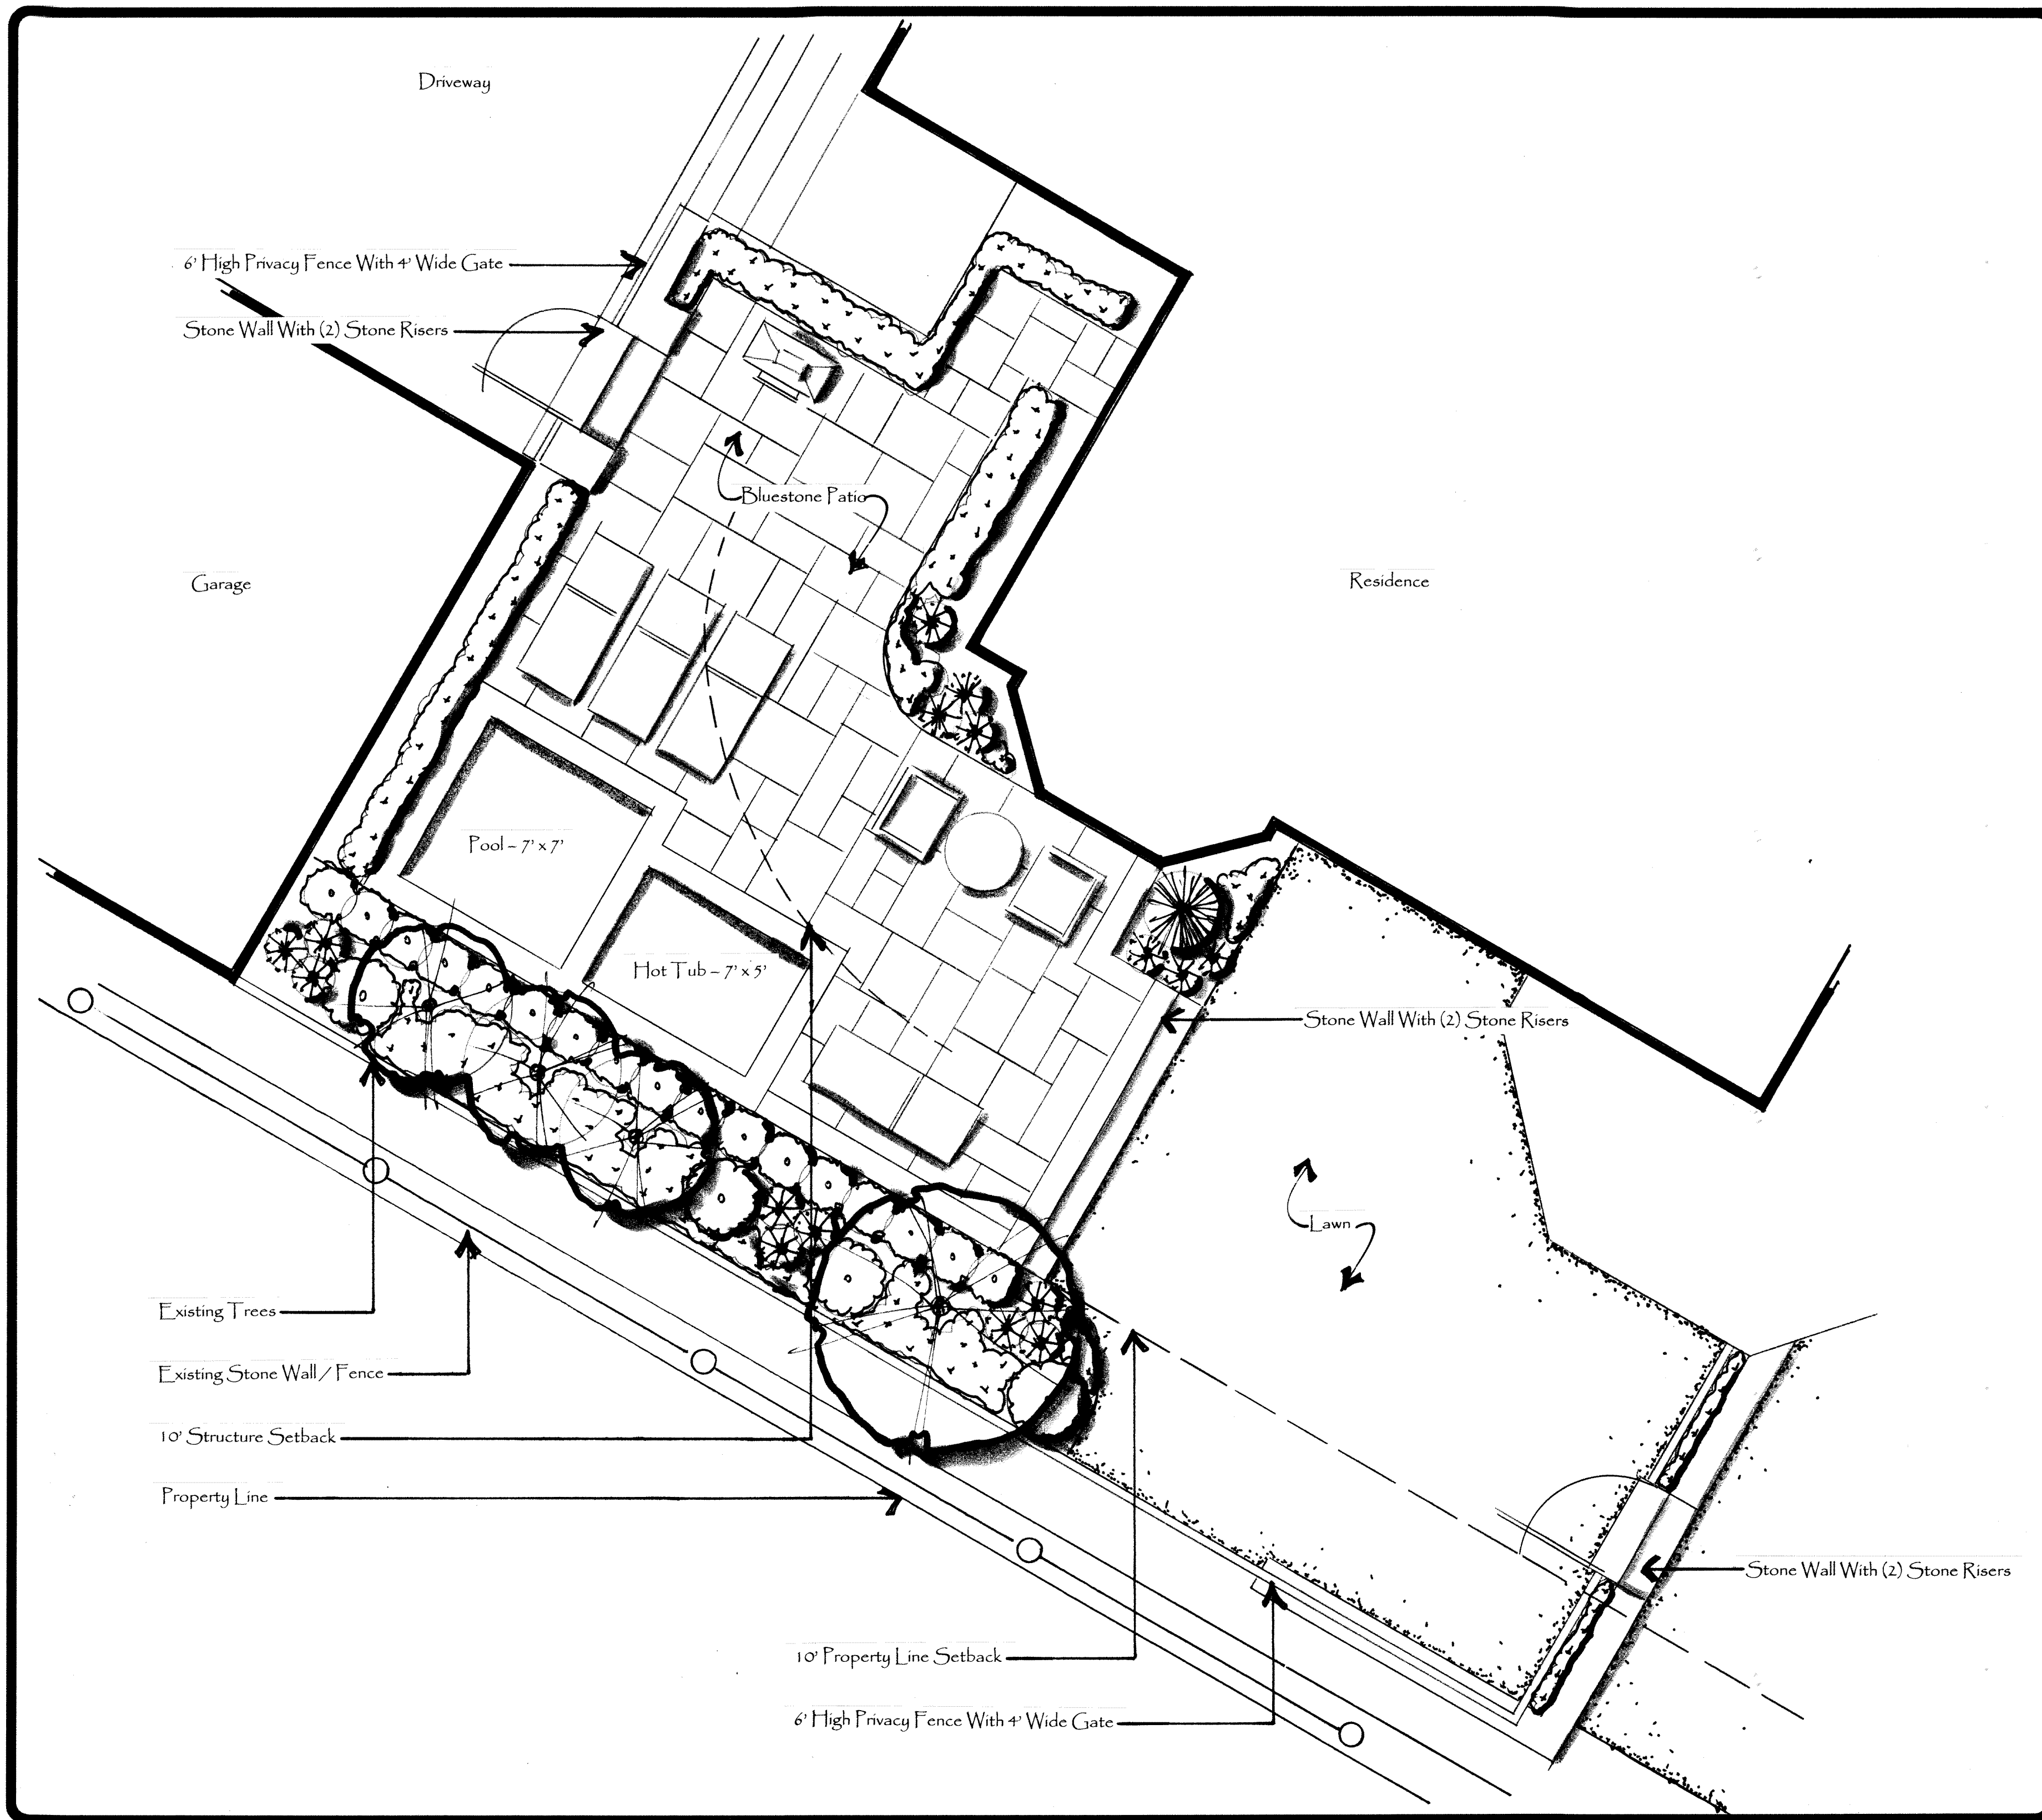 Driveway
6' High Privacy Fence With 4' Wide Gate
Stone Wall With (2) Stone Risers
Bluestone Patio
Garage
Residence
Pool – 7' x 7'
Hot Tub – 7' x 5'
Stone Wall With (2) Stone Risers
Lawn
Existing Trees
Existing Stone Wall / Fence
10' Structure Setback
Property Line
Stone Wall With (2) Stone Risers
10' Property Line Setback
6' High Privacy Fence With 4' Wide Gate